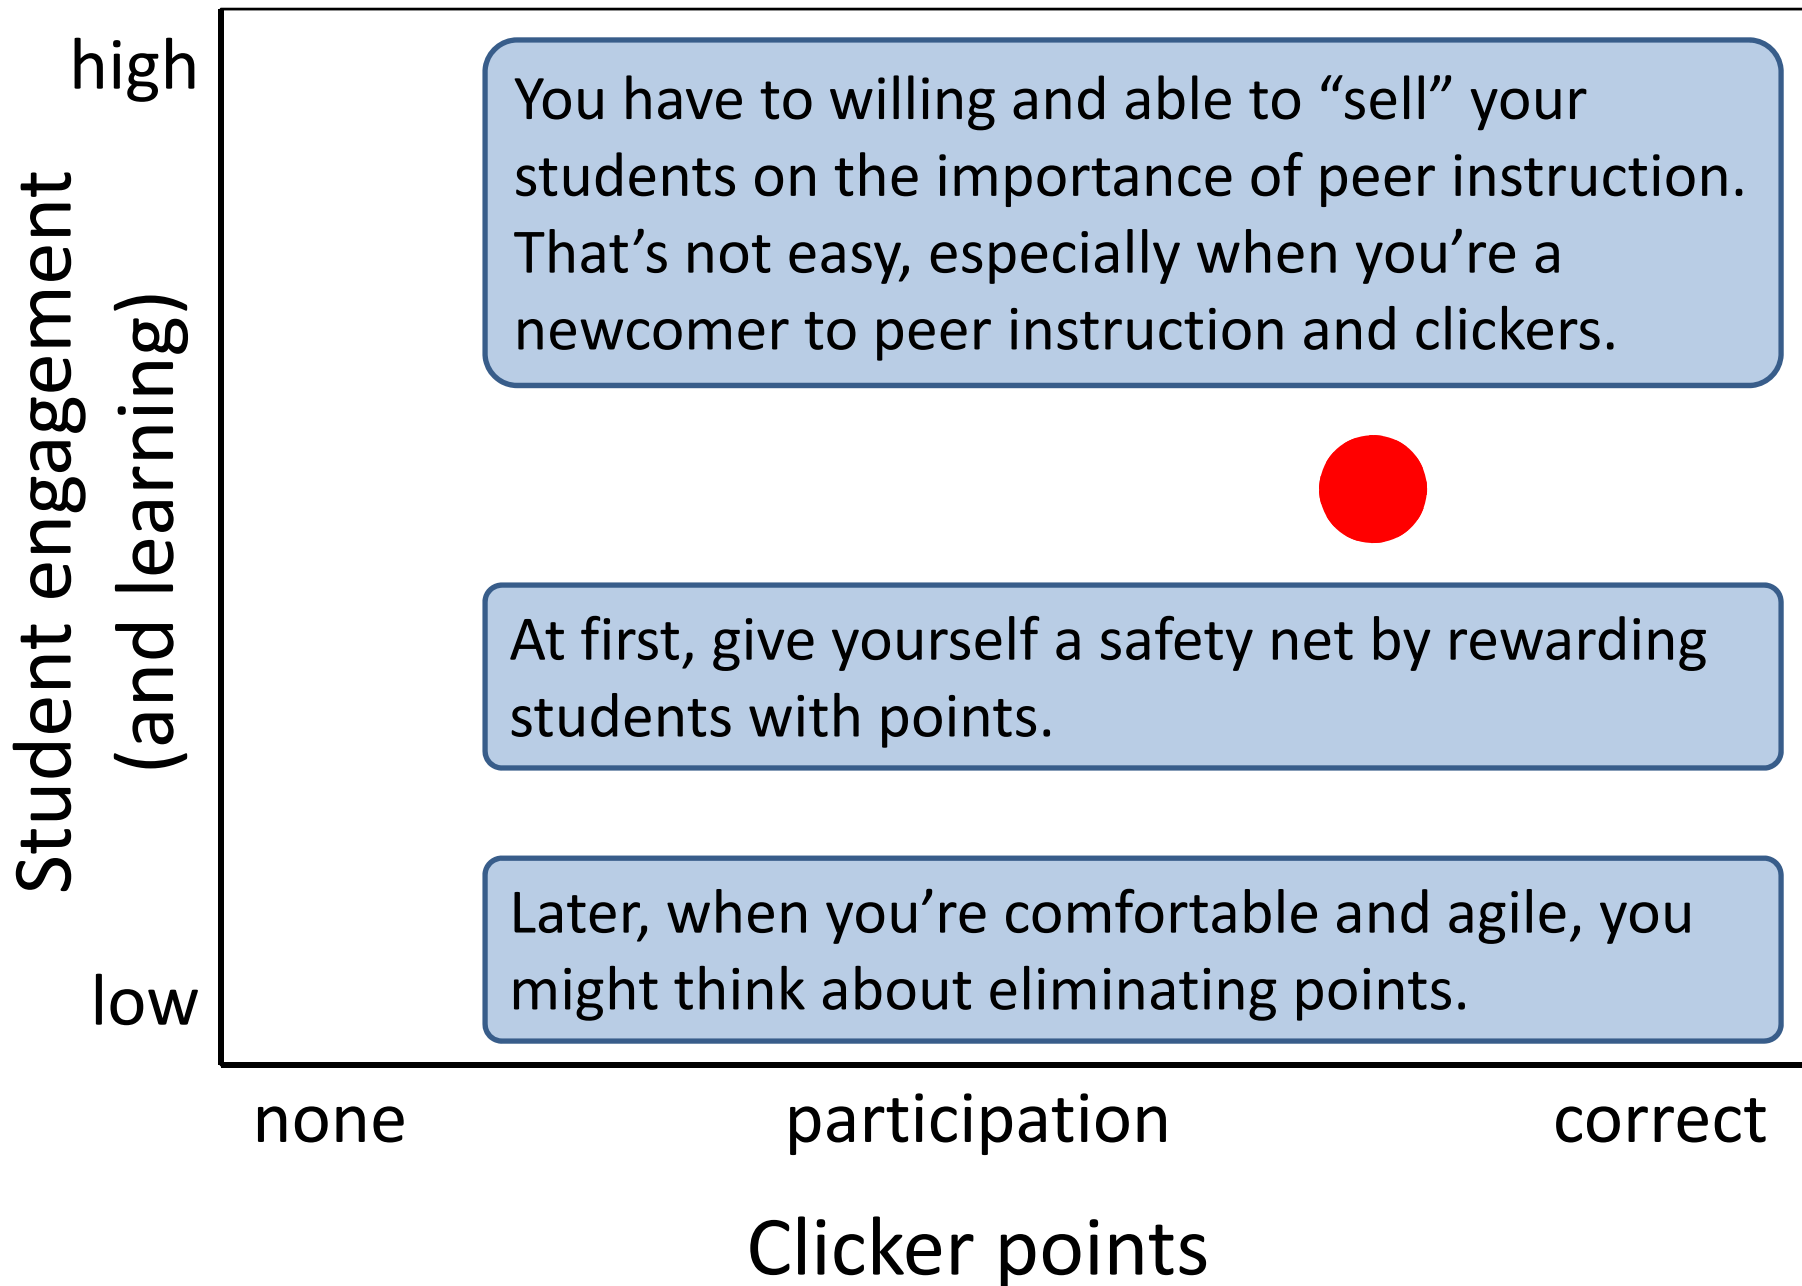 high
You have to willing and able to “sell” your
students on the importance of peer instruction.
That’s not easy, especially when you’re a
newcomer to peer instruction and clickers.
Student engagement
(and learning)
At first, give yourself a safety net by rewarding
students with points.
Later, when you’re comfortable and agile, you
might think about eliminating points.
low
none participation correct
Clicker points